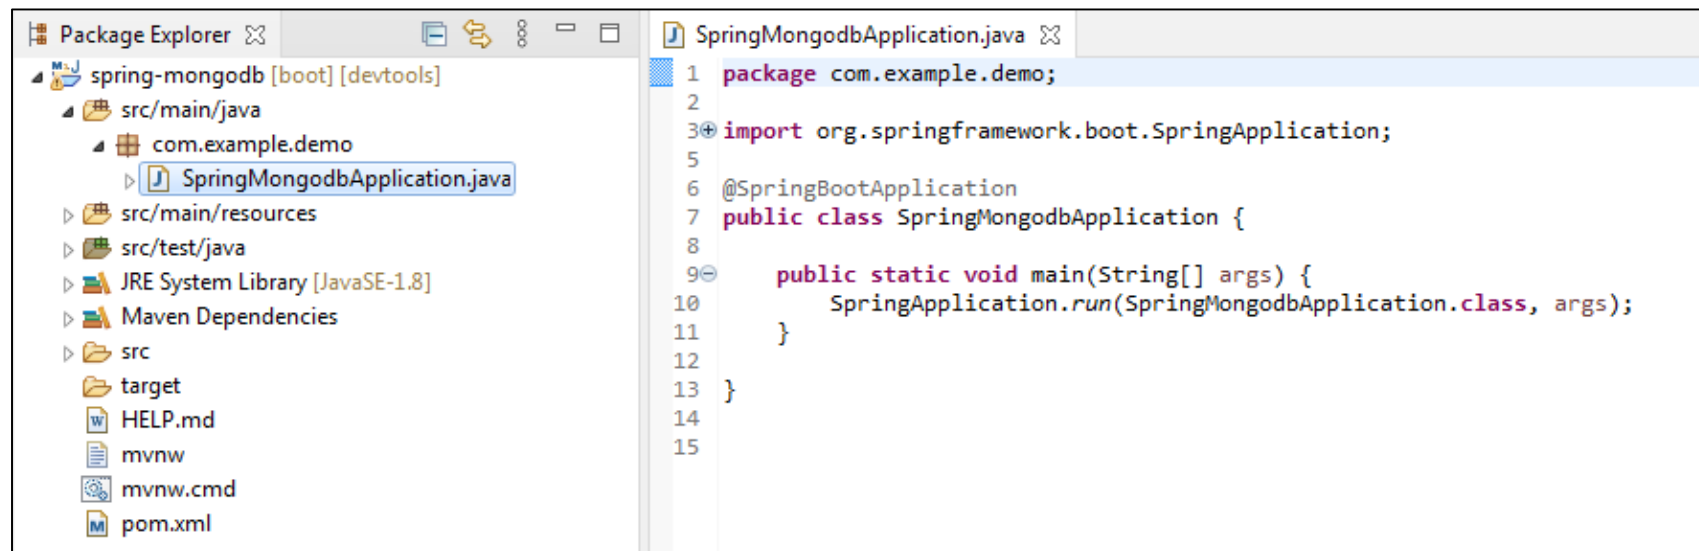 Package Explorer
spring-mongodb [boot] [devtools]
src/main/java
com.example.demo
SpringMongodbApplication.java
src/main/resources
src/test/java
JRE System Library [JavaSE-1.8]
Maven Dependencies
src
target
HELP.md
mvnw
mvnw.cmd
pom.xml
SpringMongodbApplication.java
1 package com.example.demo;
2
3 import org.springframework.boot.SpringApplication;
5
6 @SpringBootApplication
7 public class SpringMongodbApplication {
8
9     public static void main(String[] args) {
10         SpringApplication.run(SpringMongodbApplication.class, args);
11     }
12
13 }
14
15